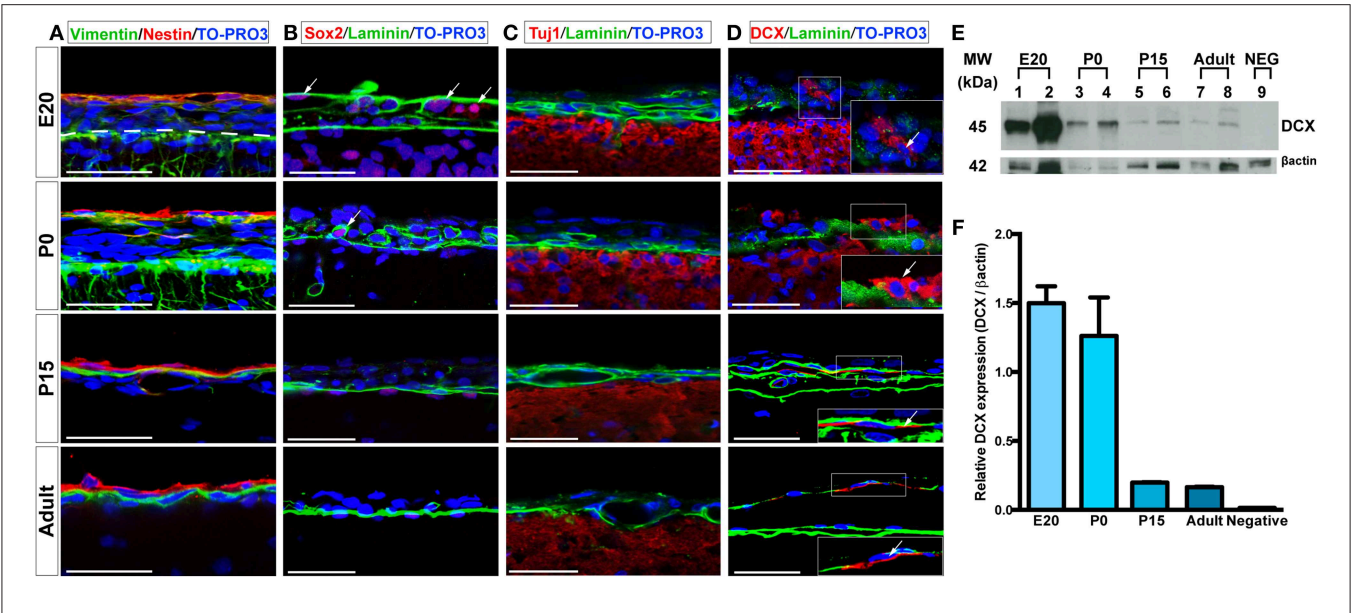 A Vimentin/Nestin/TO-PRO3
B Sox2/Laminin/TO-PRO3
C Tuj1/Laminin/TO-PRO3
D DCX/Laminin/TO-PRO3
E20
P0
P15
Adult
E
MW
(kDa)
E20 P0 P15 Adult NEG
1 2 3 4 5 6 7 8 9
45 DCX
42 βactin
F
Relative DCX expression (DCX / βactin)
2.0
1.5
1.0
0.5
0.0
E20 P0 P15 Adult Negative